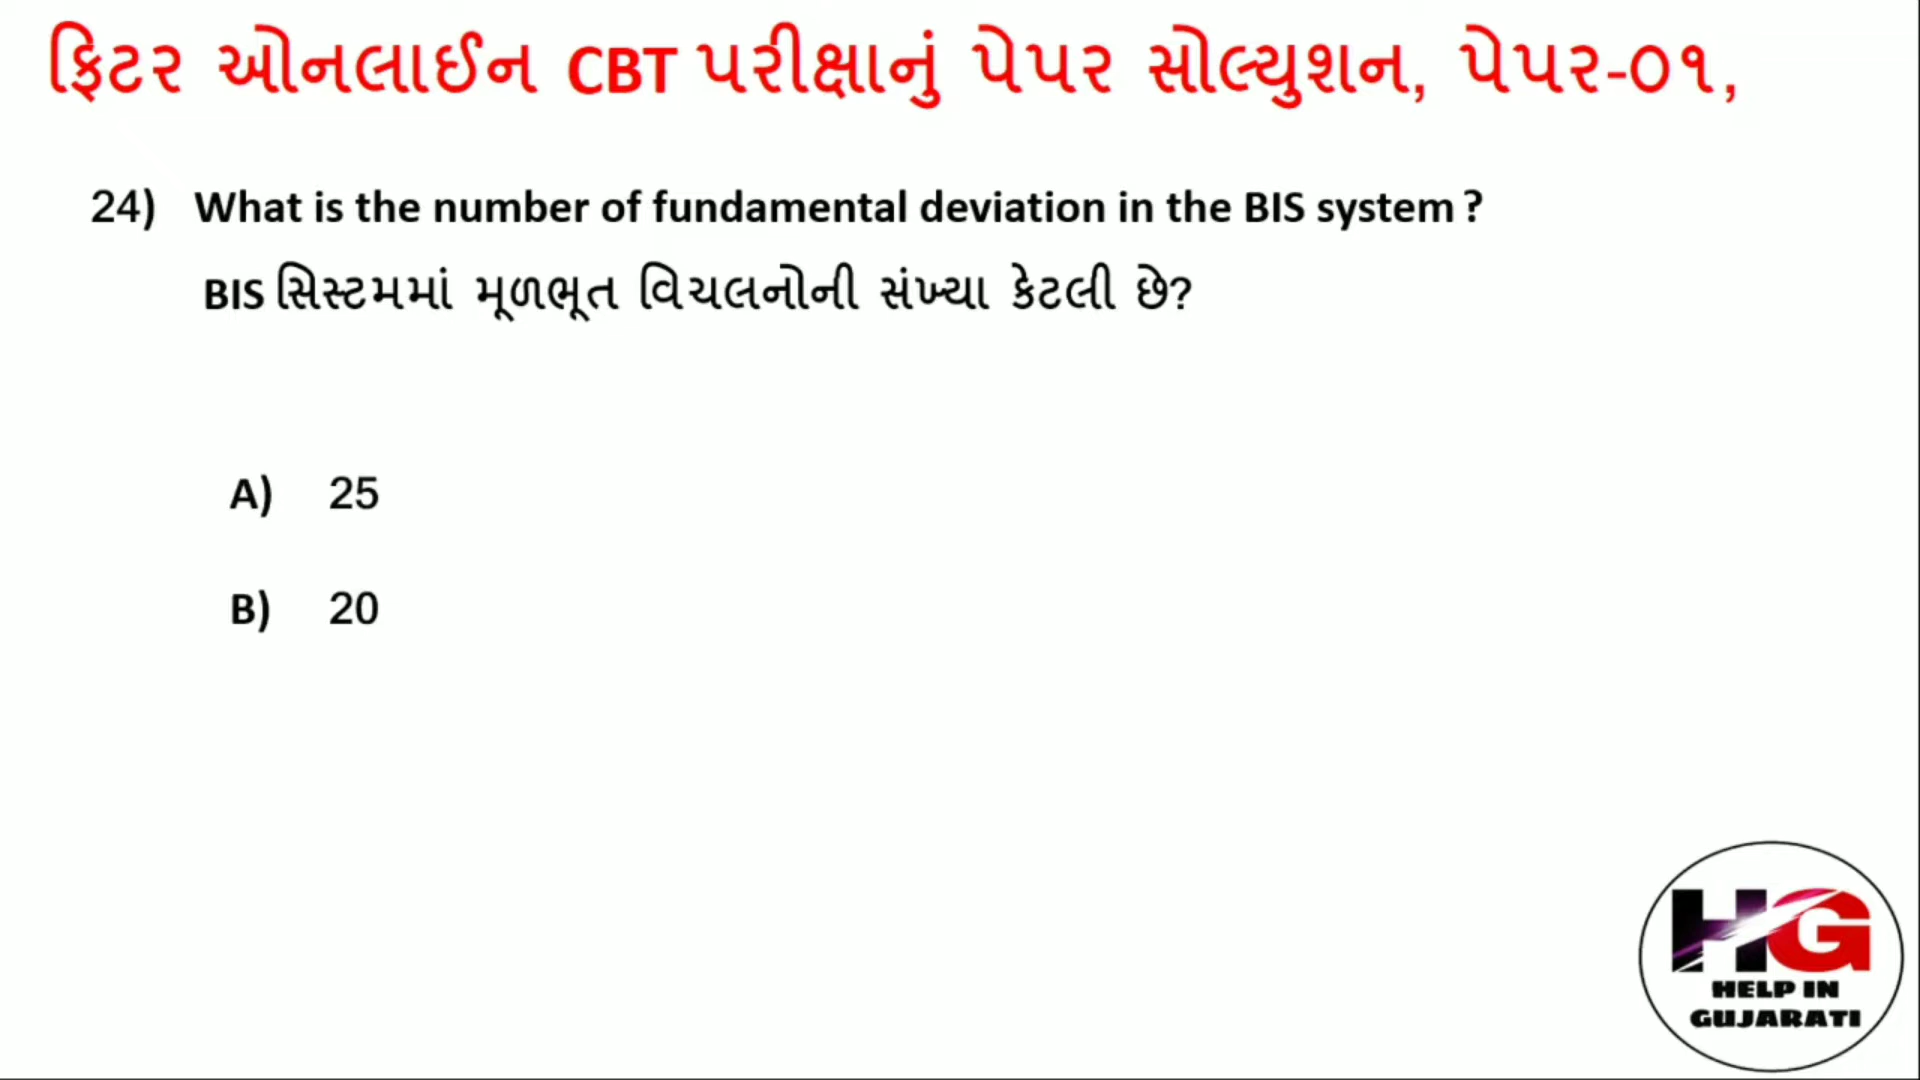 ફિટર ઓનલાઈન CBT પરીક્ષાનું પેપર સોલ્યુશન, પેપર-૦૧,
24) What is the number of fundamental deviation in the BIS system ?
BIS સિસ્ટમમાં મૂળભૂત વિચલનોની સંખ્યા કેટલી છે?
A) 25
B) 20
HG
HELP IN
GUJARATI